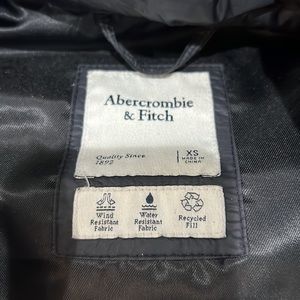 Abercrombie
& Fitch
Quality Since
1892
XS
MADE IN
CHINA
Wind
Resistant
Fabric
Water
Resistant
Fabric
Recycled
Fill